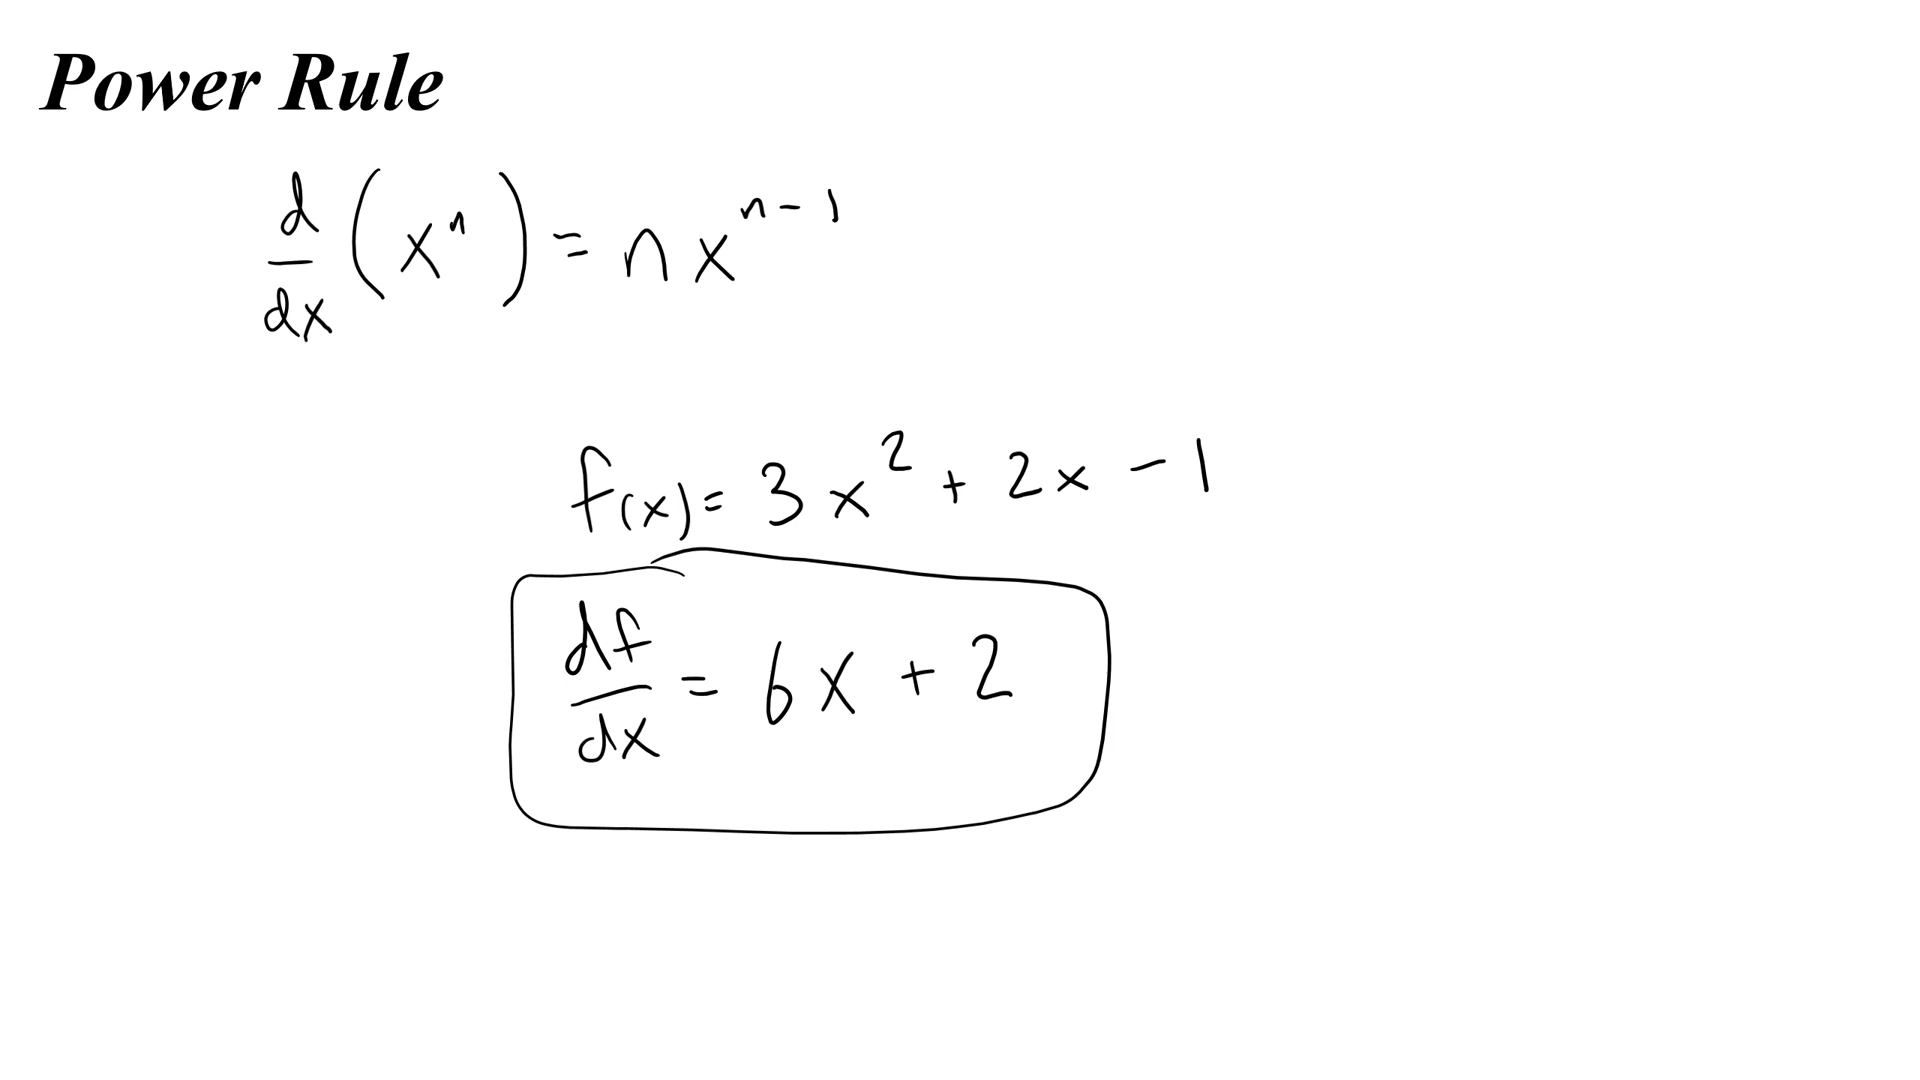 Power Rule
d/dx (xⁿ) = nxⁿ⁻¹
f(x) = 3x² + 2x - 1
df/dx = 6x + 2